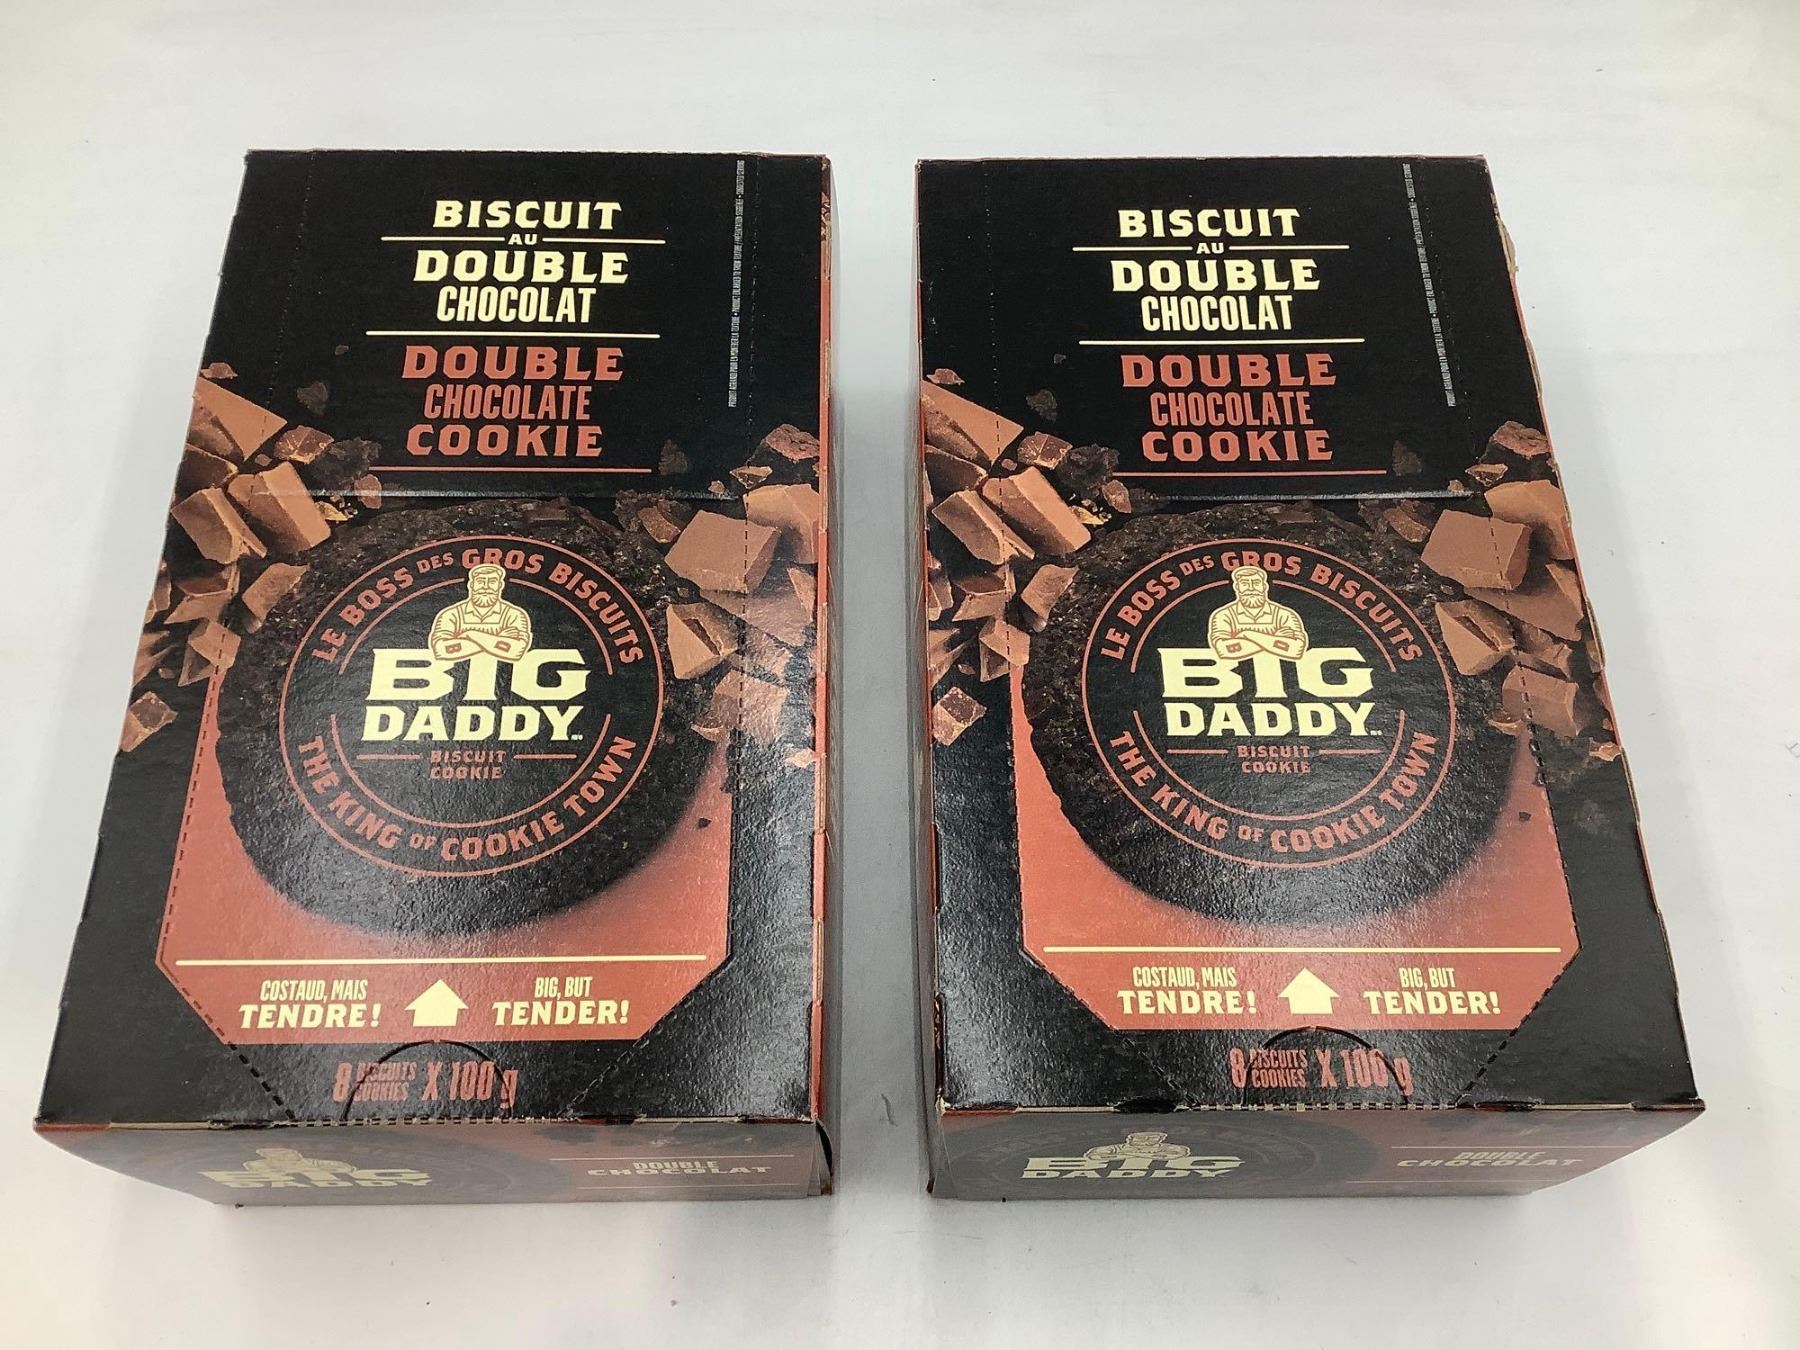 BISCUIT
AU
DOUBLE
CHOCOLAT
DOUBLE
CHOCOLATE
COOKIE
LE BOSS DES GROS BISCUITS
BIG
DADDY
BISCUIT
COOKIE
THE KING OF COOKIE TOWN
COSTAUD, MAIS
TENDRE!
BIG, BUT
TENDER!
8 BISCUITS COOKIES X 100 g
BIG
DADDY
DOUBLE
CHOCOLAT
BISCUIT
AU
DOUBLE
CHOCOLAT
DOUBLE
CHOCOLATE
COOKIE
LE BOSS DES GROS BISCUITS
BIG
DADDY
BISCUIT
COOKIE
THE KING OF COOKIE TOWN
COSTAUD, MAIS
TENDRE!
BIG, BUT
TENDER!
8 BISCUITS COOKIES X 100 g
BIG
DADDY
DOUBLE
CHOCOLAT